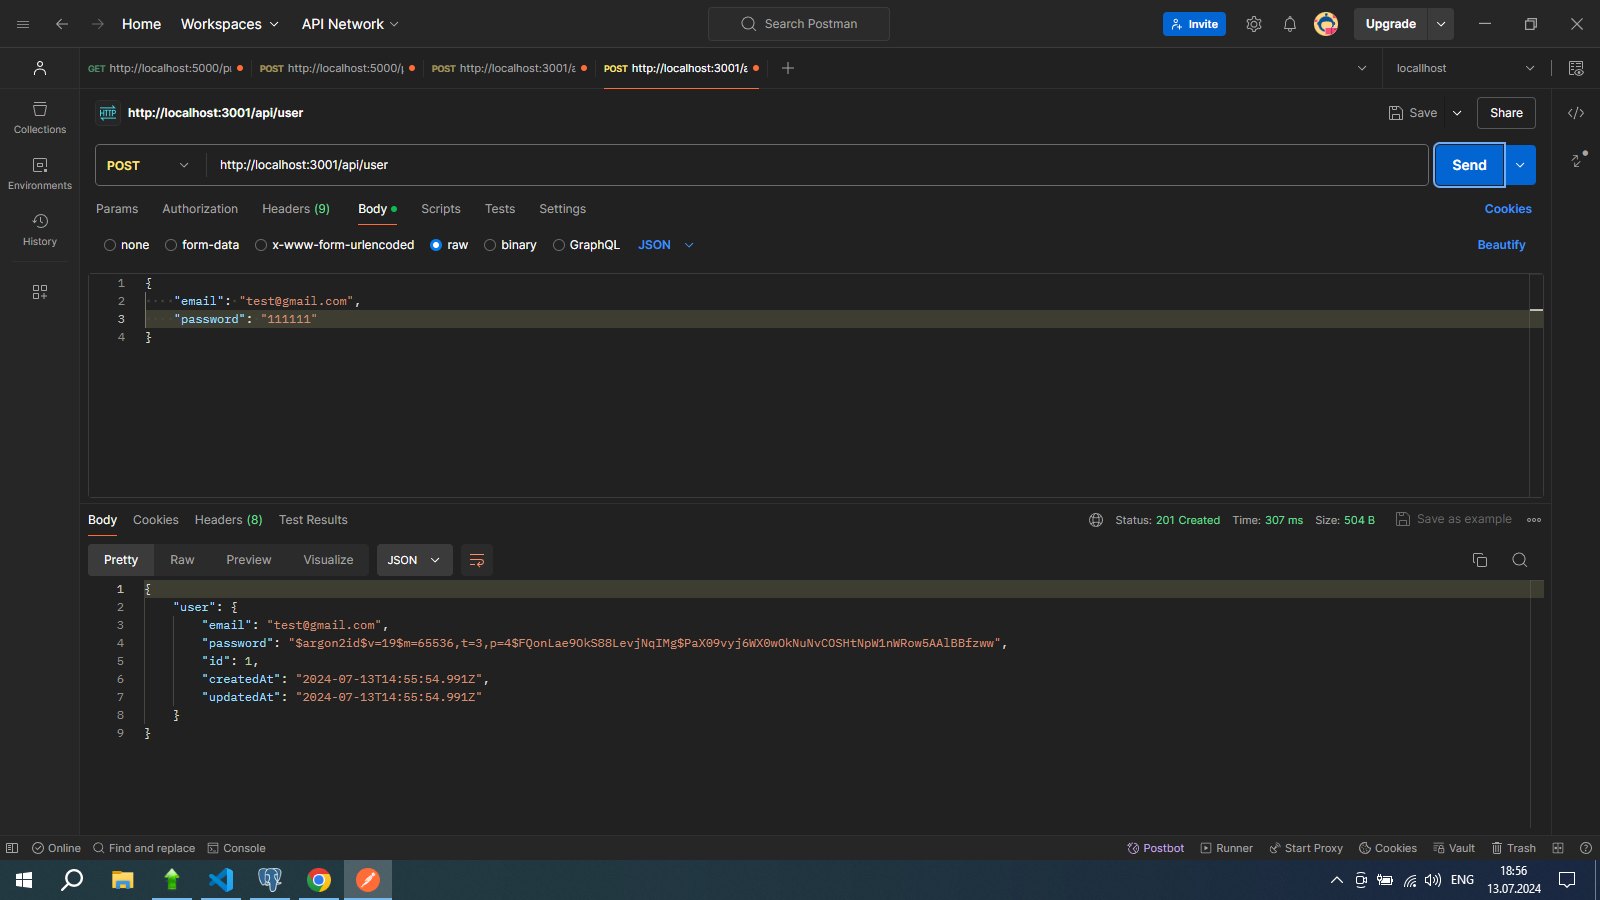 Home Workspaces API Network Search Postman Invite Upgrade
GET http://localhost:5000/pr POST http://localhost:5000/p POST http://localhost:3001/a POST http://localhost:3001/a locallhost
HTTP http://localhost:3001/api/user Save Share
Collections
Environments
History
POST http://localhost:3001/api/user Send
Params Authorization Headers (9) Body Scripts Tests Settings Cookies
none form-data x-www-form-urlencoded raw binary GraphQL JSON Beautify
1 {
2 "email": "test@gmail.com",
3 "password": "111111"
4 }
Body Cookies Headers (8) Test Results Status: 201 Created Time: 307 ms Size: 504 B Save as example
Pretty Raw Preview Visualize JSON
1 {
2 "user": {
3 "email": "test@gmail.com",
4 "password": "$argon2id$v=19$m=65536,t=3,p=4$FQonLae9OkS88LevjNqIMg$PaX09vyj6WX0wOkNuNvCOSHtNpW1nWRow5AAlBBfzww",
5 "id": 1,
6 "createdAt": "2024-07-13T14:55:54.991Z",
7 "updatedAt": "2024-07-13T14:55:54.991Z"
8 }
9 }
Online Find and replace Console Postbot Runner Start Proxy Cookies Vault Trash
ENG 18:56
13.07.2024